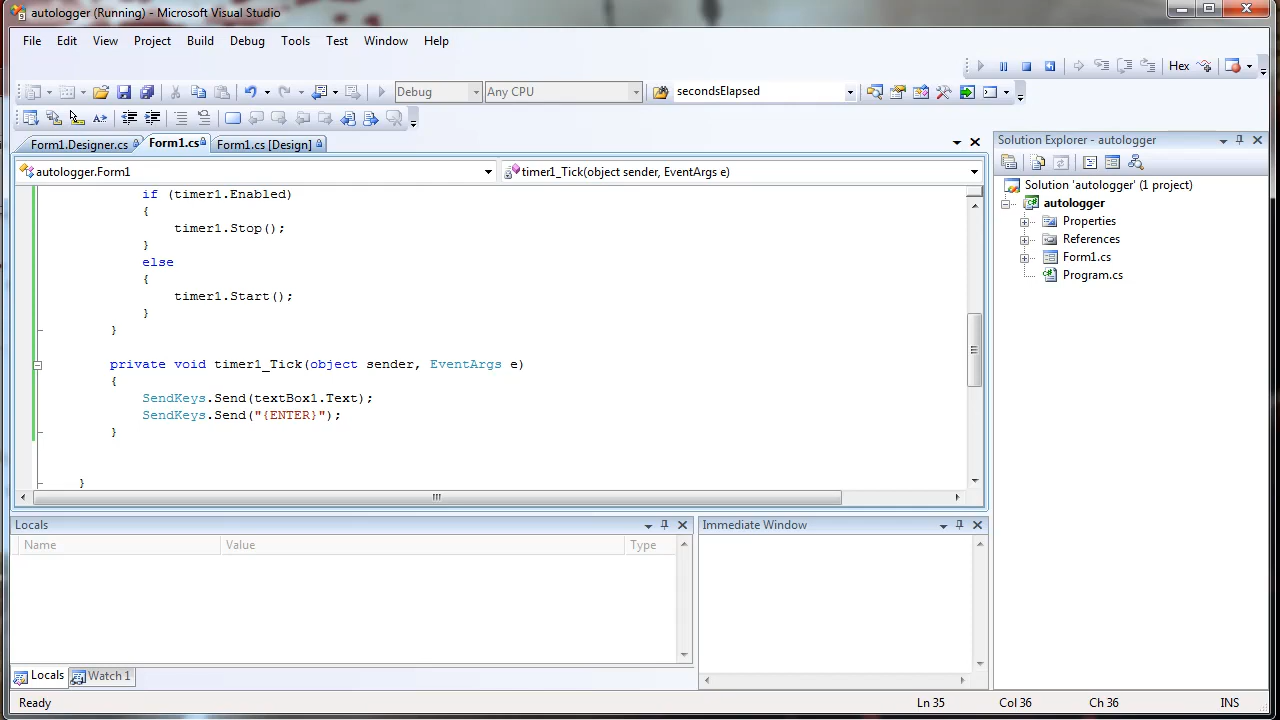 autologger (Running) - Microsoft Visual Studio
File Edit View Project Build Debug Tools Test Window Help
Hex
Debug Any CPU secondsElapsed
Form1.Designer.cs Form1.cs Form1.cs [Design]
autologger.Form1 timer1_Tick(object sender, EventArgs e)
if (timer1.Enabled)
{
timer1.Stop();
}
else
{
timer1.Start();
}
}
private void timer1_Tick(object sender, EventArgs e)
{
SendKeys.Send(textBox1.Text);
SendKeys.Send("{ENTER}");
}
}
Solution Explorer - autologger
Solution 'autologger' (1 project)
autologger
Properties
References
Form1.cs
Program.cs
Locals
Name Value Type
Immediate Window
Locals Watch 1
Ready Ln 35 Col 36 Ch 36 INS